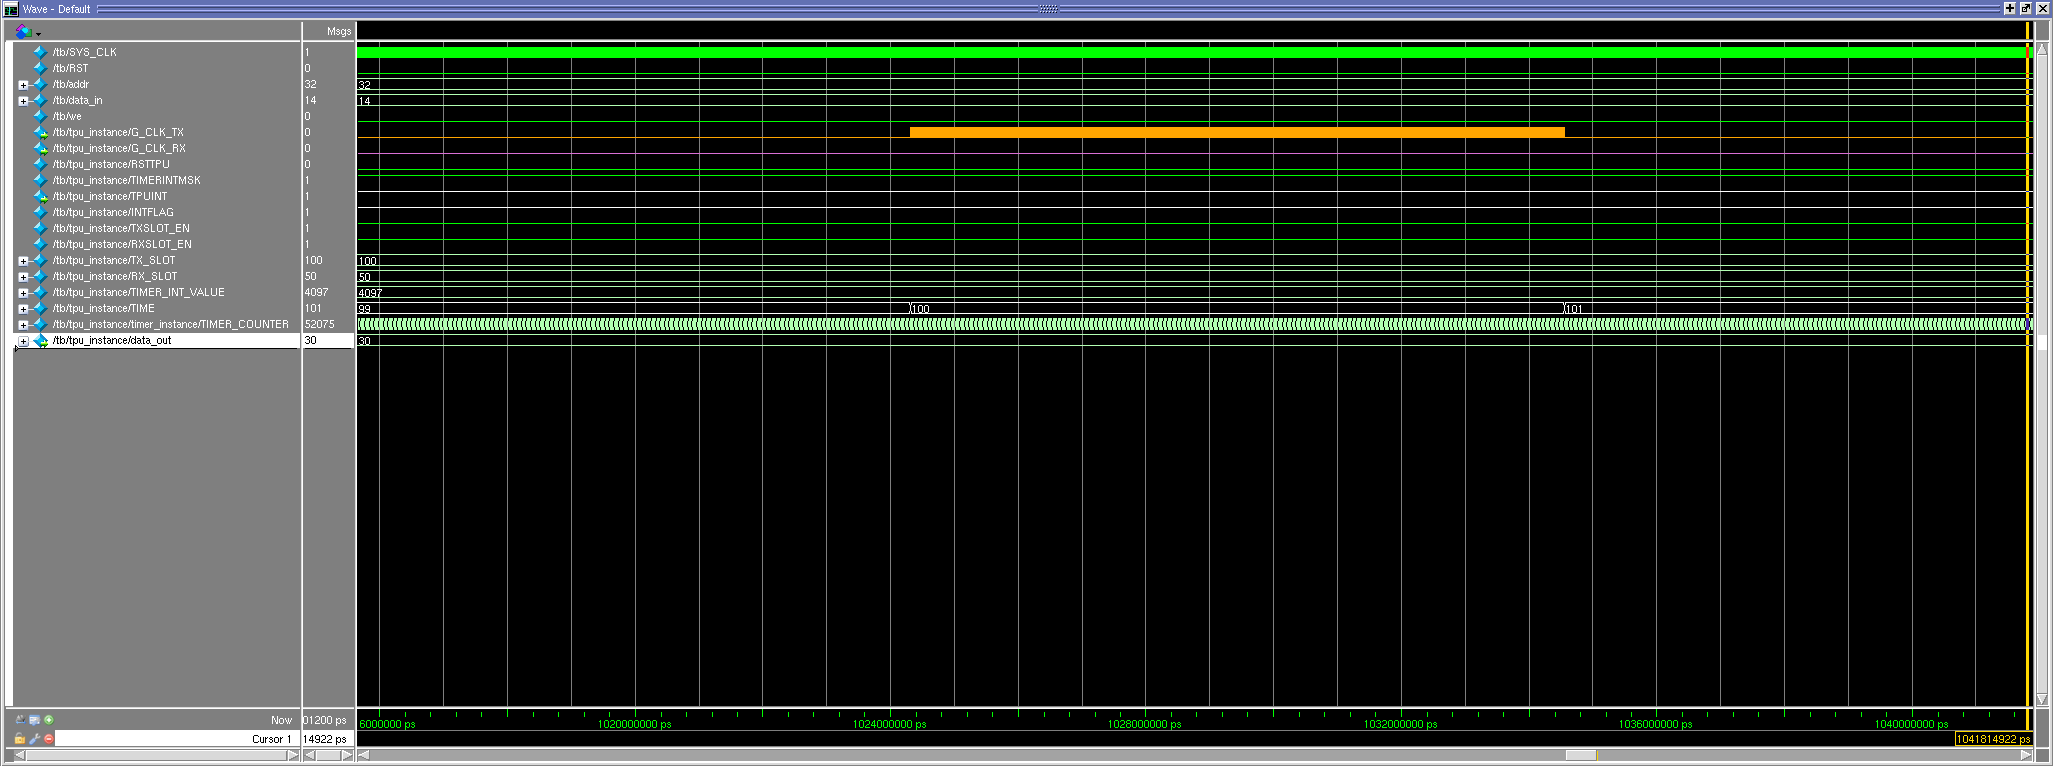 Wave - Default
Msgs
/tb/SYS_CLK 1
/tb/RST 0
/tb/addr 32 32
/tb/data_in 14 14
/tb/we 0
/tb/tpu_instance/G_CLK_TX 0
/tb/tpu_instance/G_CLK_RX 0
/tb/tpu_instance/RSTTPU 0
/tb/tpu_instance/TIMERINTMSK 1
/tb/tpu_instance/TPUINT 1
/tb/tpu_instance/INTFLAG 1
/tb/tpu_instance/TXSLOT_EN 1
/tb/tpu_instance/RXSLOT_EN 1
/tb/tpu_instance/TX_SLOT 100 100
/tb/tpu_instance/RX_SLOT 50 50
/tb/tpu_instance/TIMER_INT_VALUE 4097 4097
/tb/tpu_instance/TIME 101 99 100 101
/tb/tpu_instance/timer_instance/TIMER_COUNTER 52075
/tb/tpu_instance/data_out 30 30
Now 01200 ps 6000000 ps 1020000000 ps 1024000000 ps 1028000000 ps 1032000000 ps 1036000000 ps 1040000000 ps
Cursor 1 14922 ps 1041814922 ps